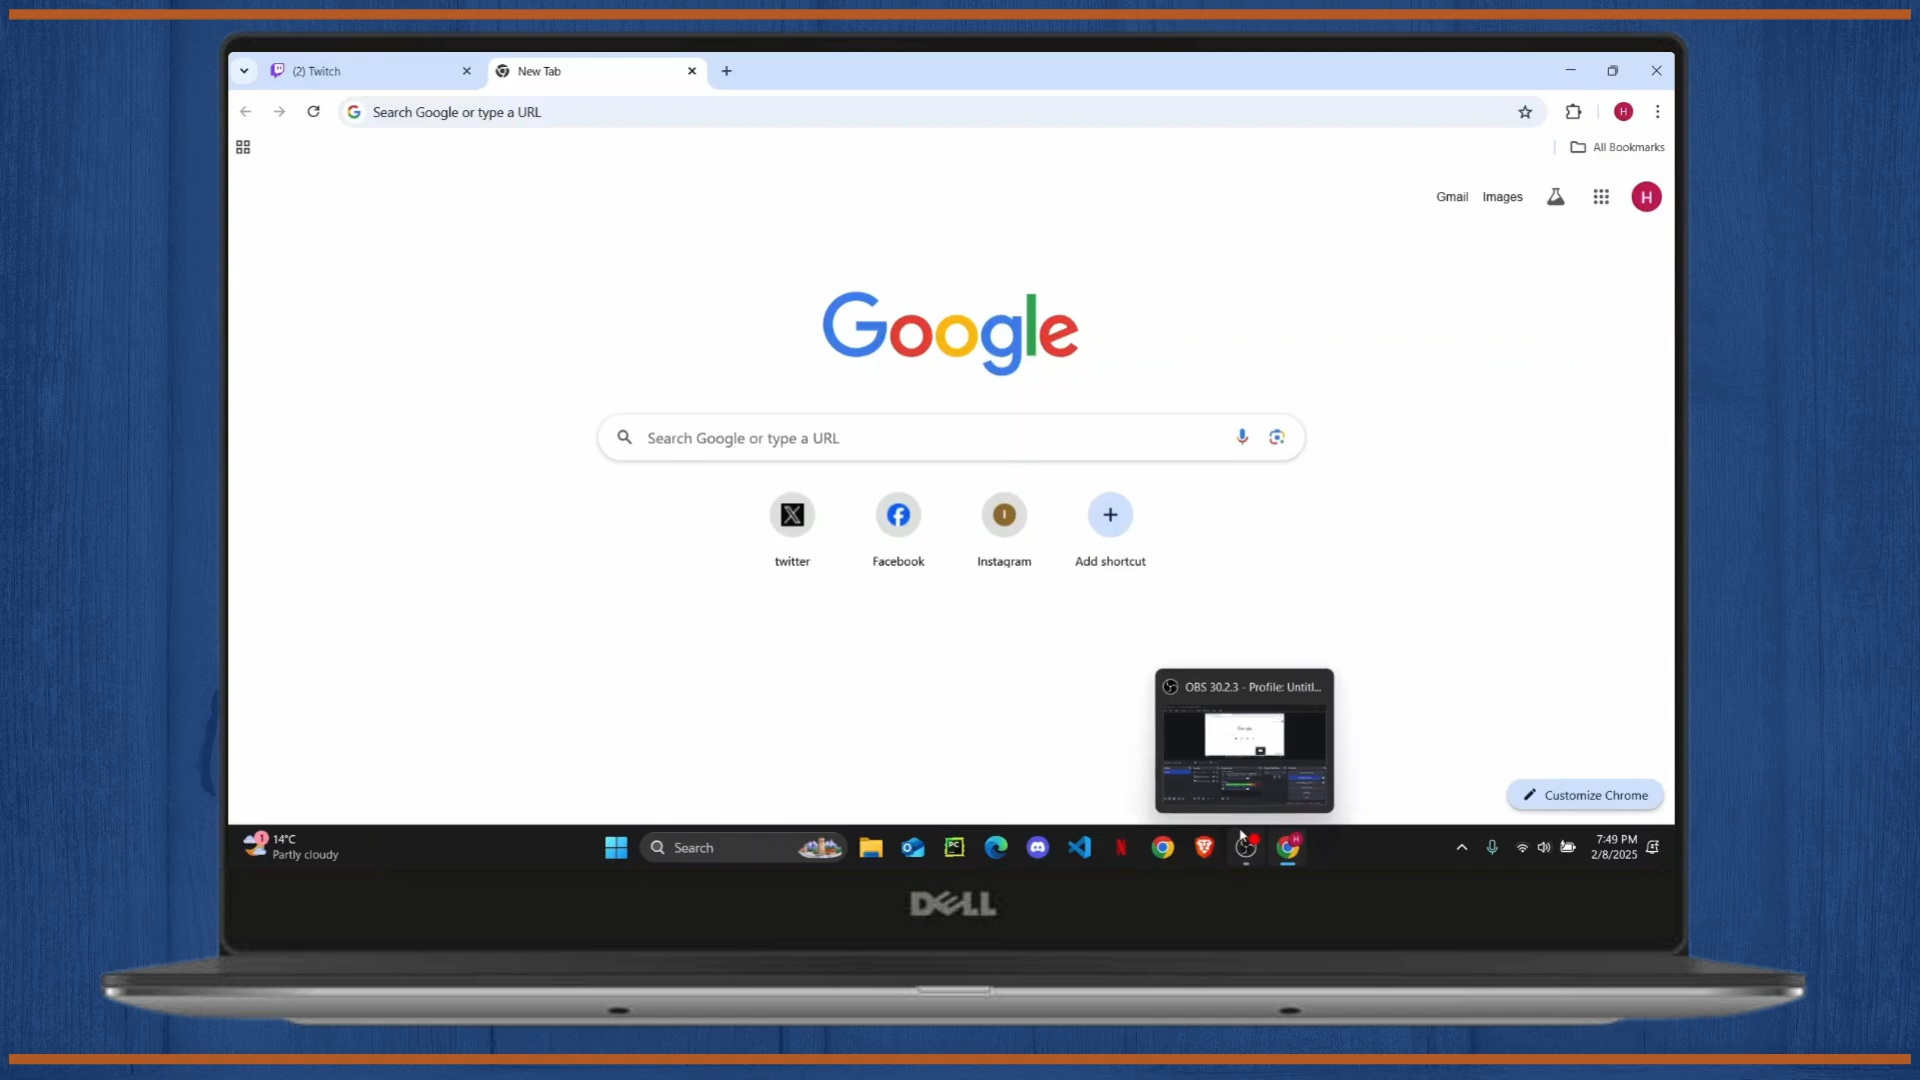 (2) Twitch
New Tab
Search Google or type a URL
H
All Bookmarks
Gmail
Images
H
Google
Search Google or type a URL
I
twitter
Facebook
Instagram
Add shortcut
OBS 30.2.3 - Profile: Untitl...
Customize Chrome
1
14°C
Partly cloudy
Search
PC
N
H
7:49 PM
2/8/2025
DELL